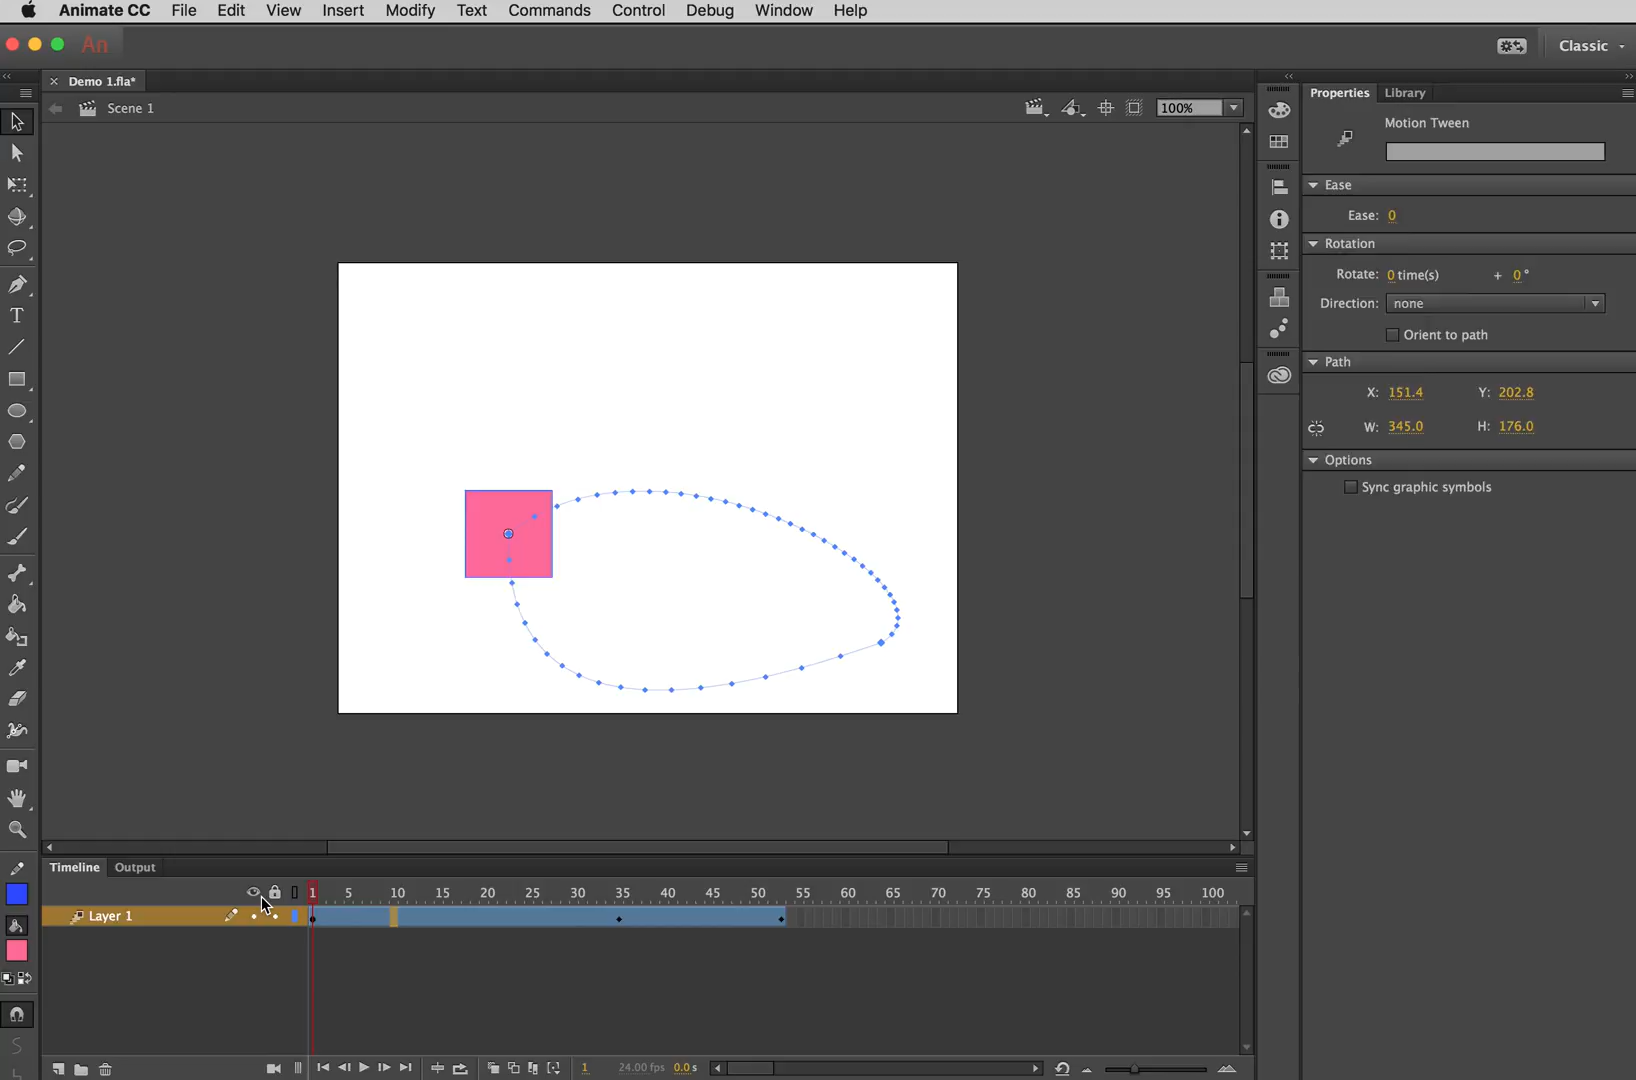 Animate CC File Edit View Insert Modify Text Commands Control Debug Window Help
An Classic
Demo 1.fla*
Scene 1 100%
Properties Library
Motion Tween
Ease
Ease: 0
Rotation
Rotate: 0 time(s) + 0 °
Direction: none
Orient to path
Path
X: 151.4 Y: 202.8
W: 345.0 H: 176.0
Options
Sync graphic symbols
T
Timeline Output
1 5 10 15 20 25 30 35 40 45 50 55 60 65 70 75 80 85 90 95 100
Layer 1
1 24.00 fps 0.0 s